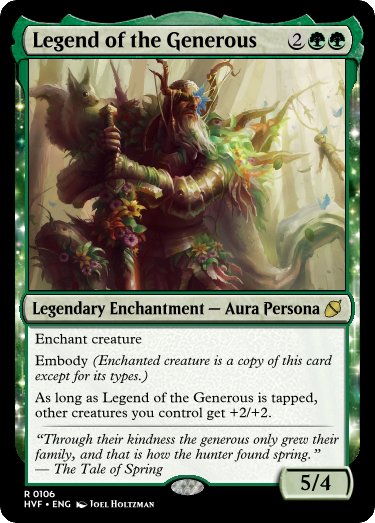 Legend of the Generous 2
Legendary Enchantment — Aura Persona
Enchant creature
Embody (Enchanted creature is a copy of this card
except for its types.)
As long as Legend of the Generous is tapped,
other creatures you control get +2/+2.
“Through their kindness the generous only grew their
family, and that is how the hunter found spring.”
— The Tale of Spring
5/4
R 0106
HVF • ENG Joel Holtzman